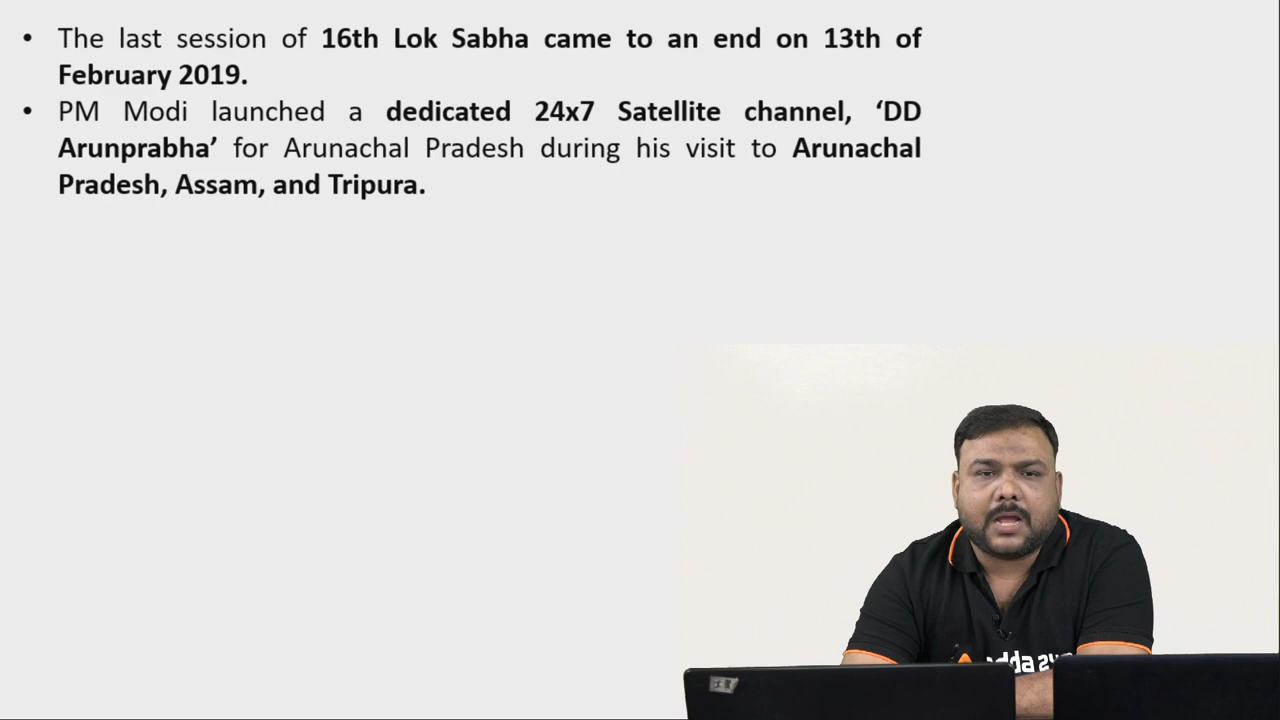 • The last session of 16th Lok Sabha came to an end on 13th of
February 2019.
• PM Modi launched a dedicated 24x7 Satellite channel, ‘DD
Arunprabha’ for Arunachal Pradesh during his visit to Arunachal
Pradesh, Assam, and Tripura.